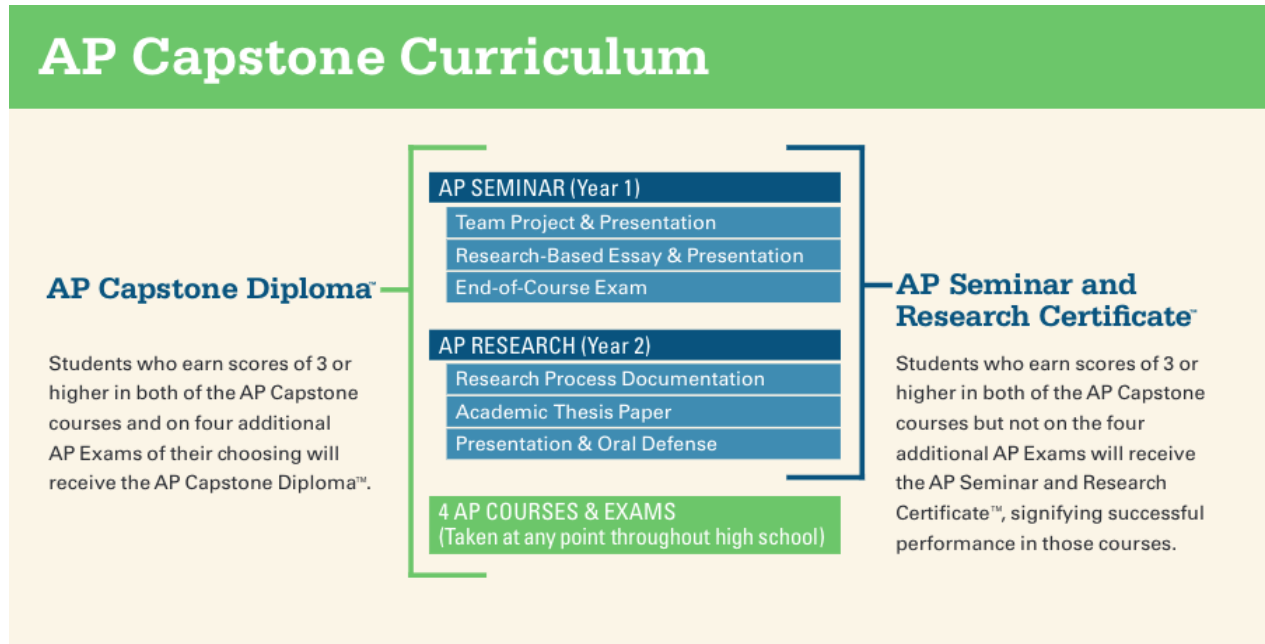 AP Capstone Curriculum
AP Capstone Diploma™
Students who earn scores of 3 or
higher in both of the AP Capstone
courses and on four additional
AP Exams of their choosing will
receive the AP Capstone Diploma™.
AP SEMINAR (Year 1)
Team Project & Presentation
Research-Based Essay & Presentation
End-of-Course Exam
AP RESEARCH (Year 2)
Research Process Documentation
Academic Thesis Paper
Presentation & Oral Defense
4 AP COURSES & EXAMS
(Taken at any point throughout high school)
AP Seminar and
Research Certificate™
Students who earn scores of 3 or
higher in both of the AP Capstone
courses but not on the four
additional AP Exams will receive
the AP Seminar and Research
Certificate™, signifying successful
performance in those courses.